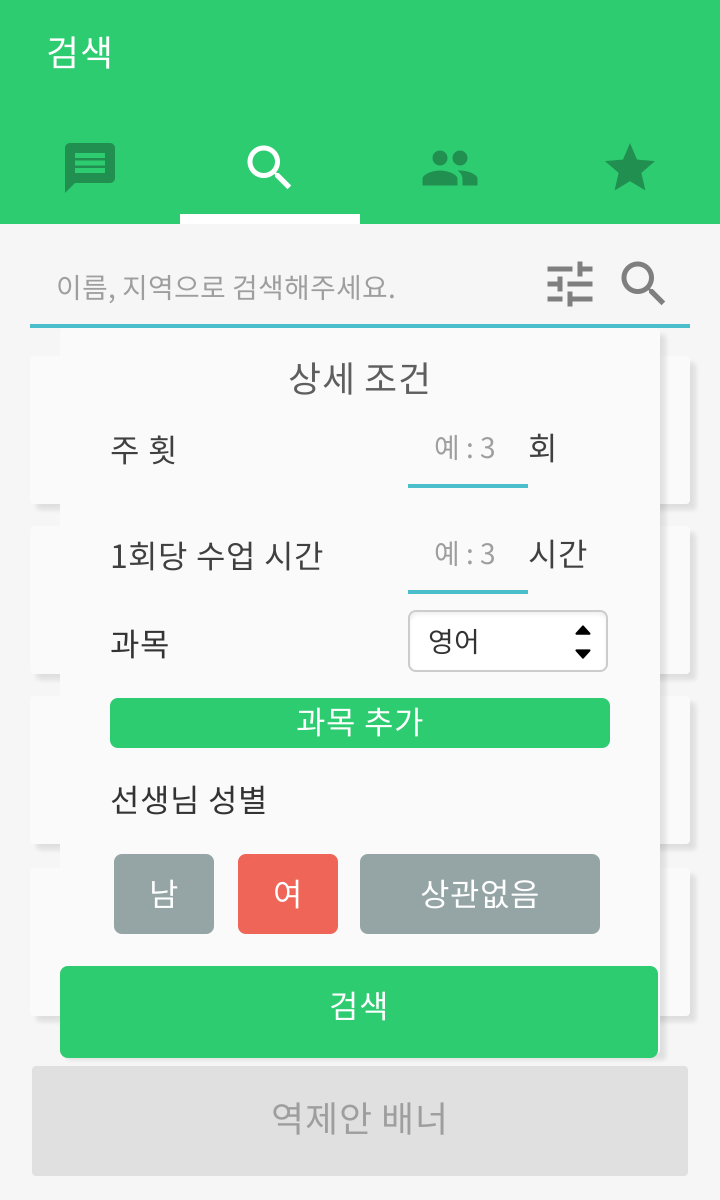 검색
이름, 지역으로 검색해주세요.
상세 조건
주 횟 예 : 3 회
1회당 수업 시간 예 : 3 시간
과목 영어
과목 추가
선생님 성별
남 여 상관없음
검색
역제안 배너